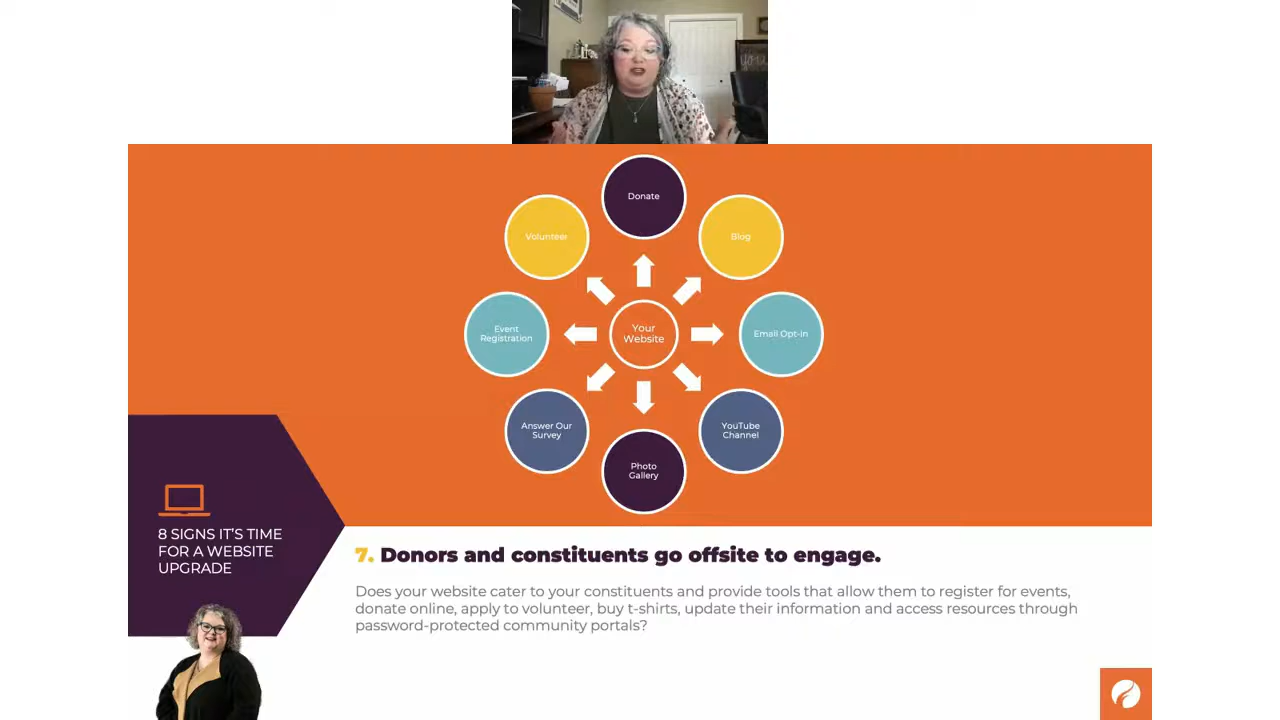 Donate
Volunteer
Blog
Event
Registration
Your
Website
Email Opt-in
Answer Our
Survey
YouTube
Channel
Photo
Gallery
8 SIGNS IT'S TIME
FOR A WEBSITE
UPGRADE
7. Donors and constituents go offsite to engage.
Does your website cater to your constituents and provide tools that allow them to register for events,
donate online, apply to volunteer, buy t-shirts, update their information and access resources through
password-protected community portals?